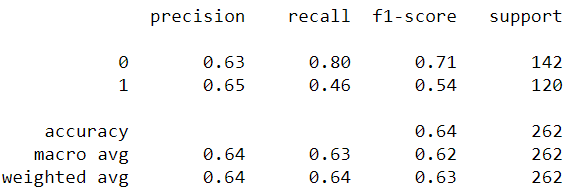 precision recall f1-score support
0 0.63 0.80 0.71 142
1 0.65 0.46 0.54 120
accuracy 0.64 262
macro avg 0.64 0.63 0.62 262
weighted avg 0.64 0.64 0.63 262